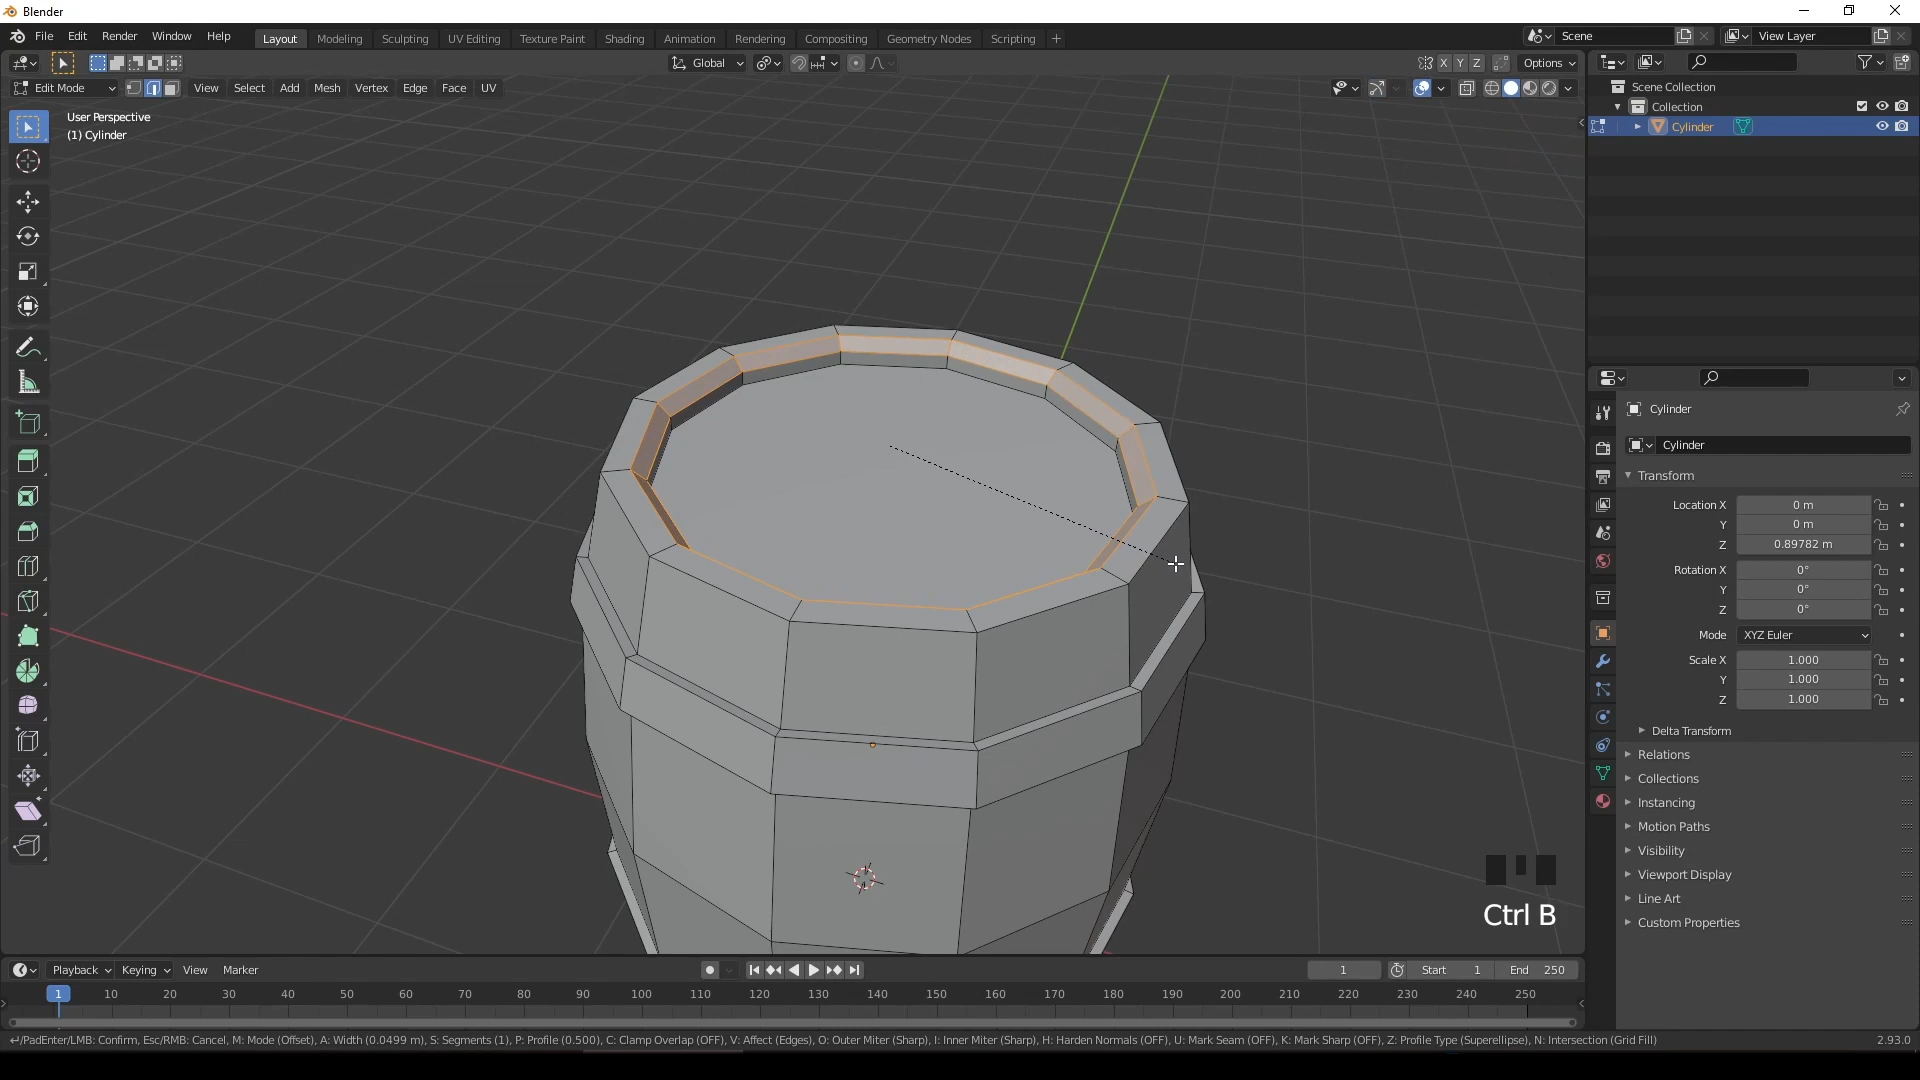 Blender
File Edit Render Window Help Layout Modeling Sculpting UV Editing Texture Paint Shading Animation Rendering Compositing Geometry Nodes Scripting + Scene View Layer
Global X Y Z Options
Edit Mode View Select Add Mesh Vertex Edge Face UV
User Perspective
(1) Cylinder
Scene Collection
Collection
Cylinder
Cylinder
Cylinder
Transform
Location X 0 m
Y 0 m
Z 0.89782 m
Rotation X 0°
Y 0°
Z 0°
Mode XYZ Euler
Scale X 1.000
Y 1.000
Z 1.000
Delta Transform
Relations
Collections
Instancing
Motion Paths
Visibility
Viewport Display
Line Art
Custom Properties
Ctrl B
Playback Keying View Marker 1 Start 1 End 250
1 10 20 30 40 50 60 70 80 90 100 110 120 130 140 150 160 170 180 190 200 210 220 230 240 250
↵/PadEnter/LMB: Confirm, Esc/RMB: Cancel, M: Mode (Offset), A: Width (0.0499 m), S: Segments (1), P: Profile (0.500), C: Clamp Overlap (OFF), V: Affect (Edges), O: Outer Miter (Sharp), I: Inner Miter (Sharp), H: Harden Normals (OFF), U: Mark Seam (OFF), K: Mark Sharp (OFF), Z: Profile Type (Superellipse), N: Intersection (Grid Fill) 2.93.0